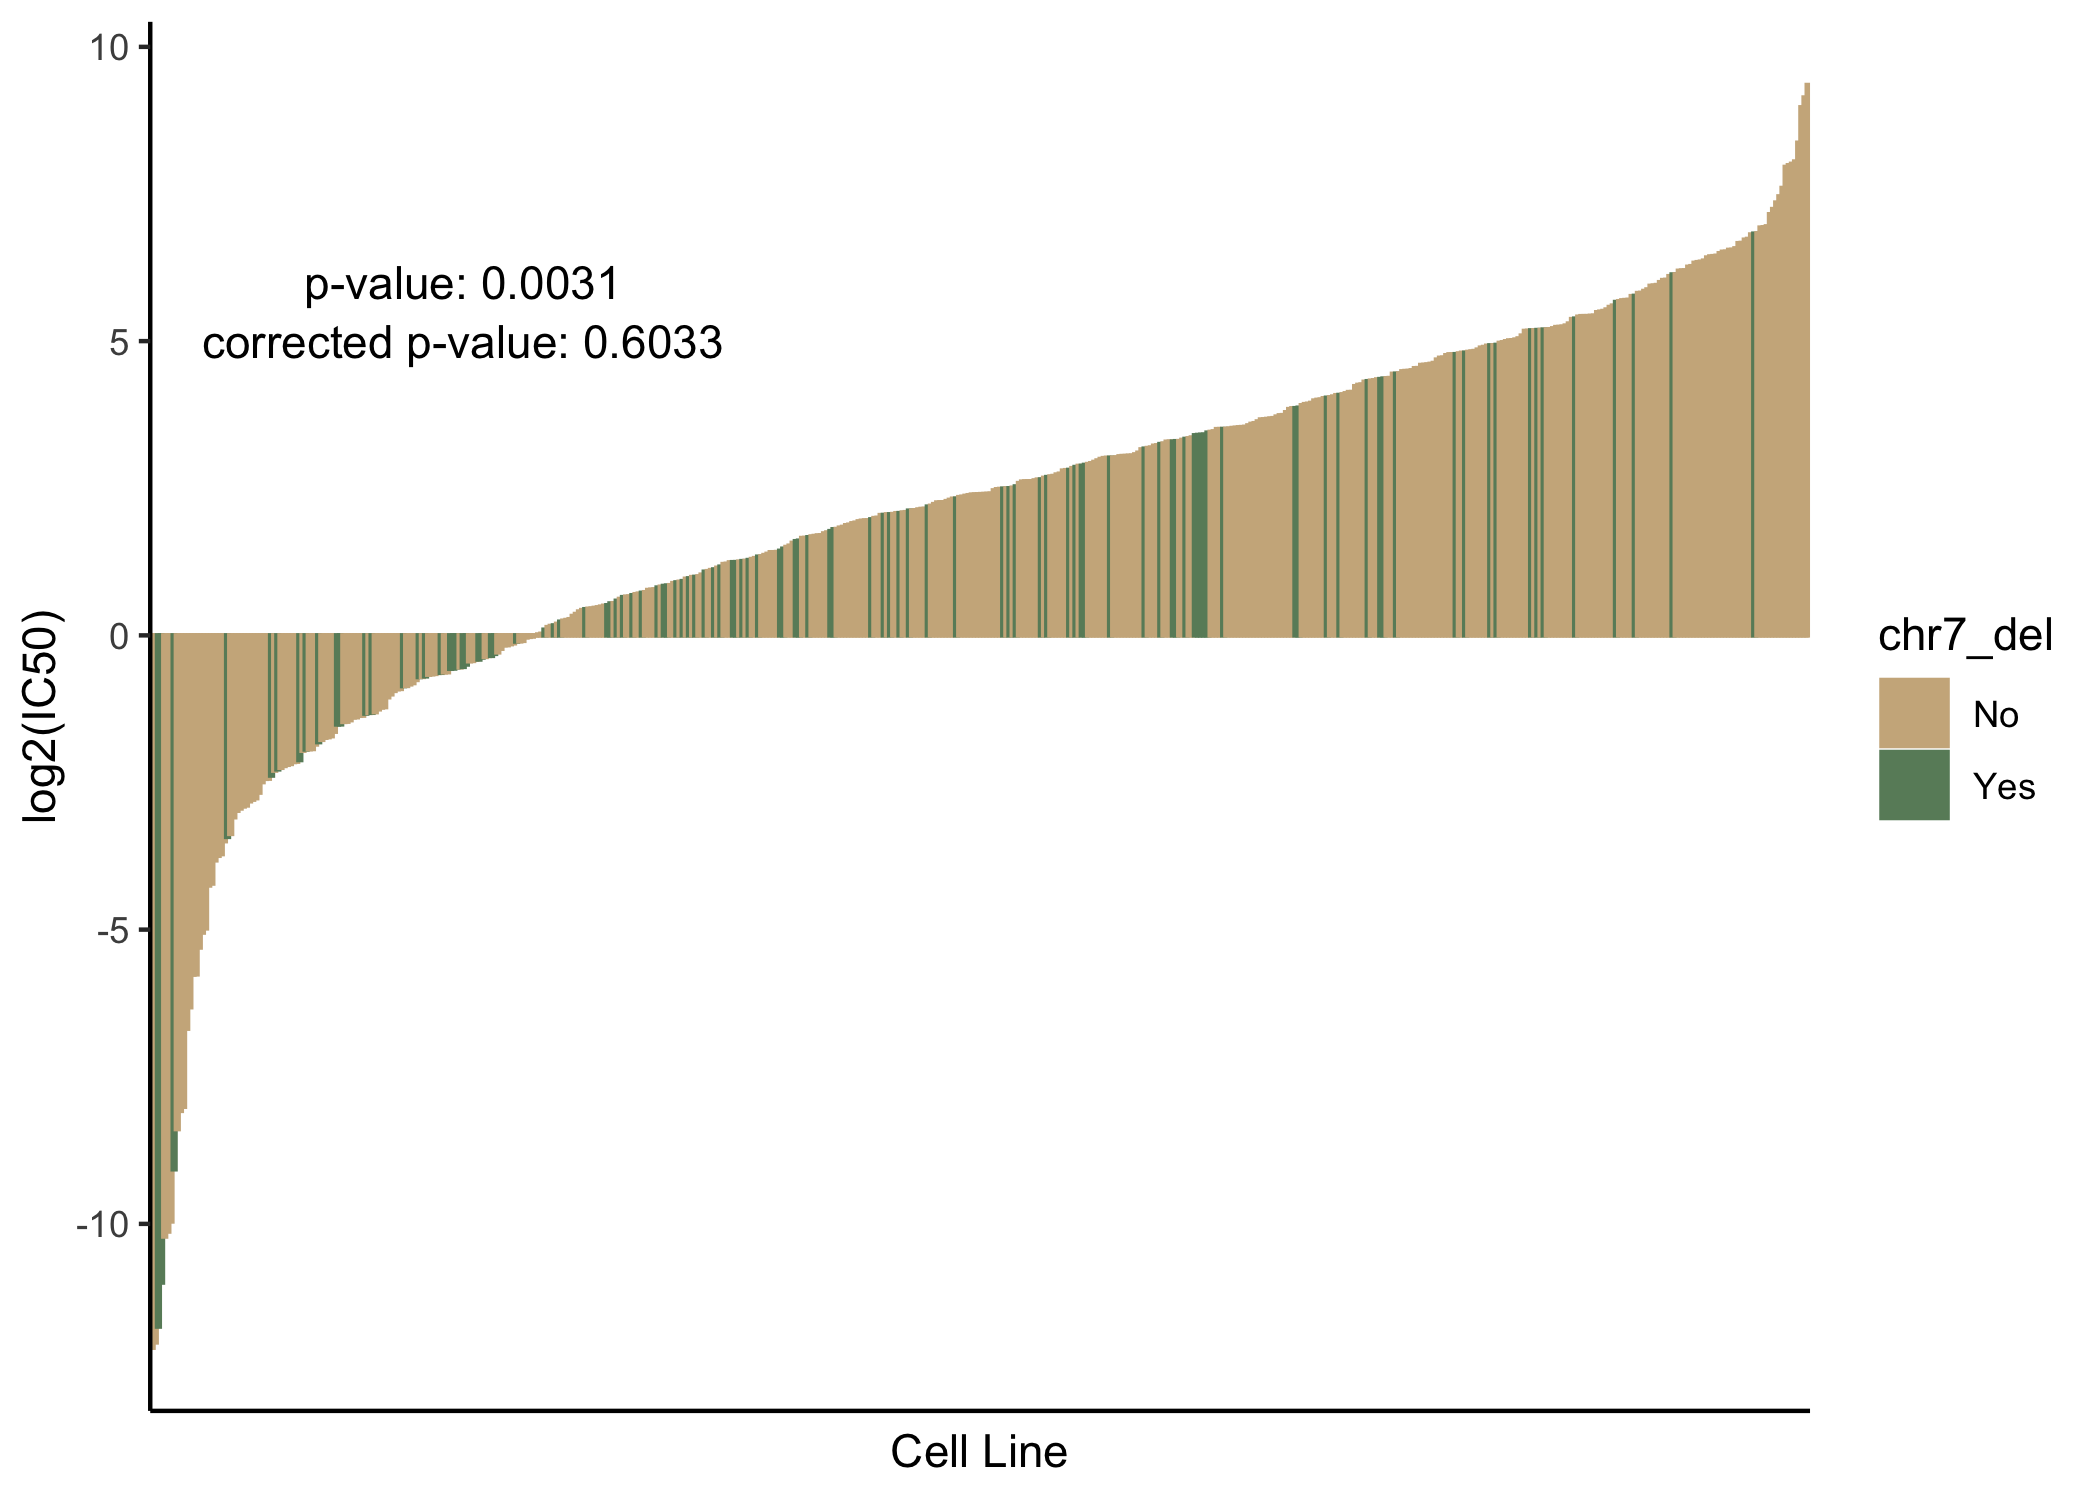 10
p-value: 0.0031
corrected p-value: 0.6033
5
0
-5
-10
log2(IC50)
Cell Line
chr7_del
No
Yes